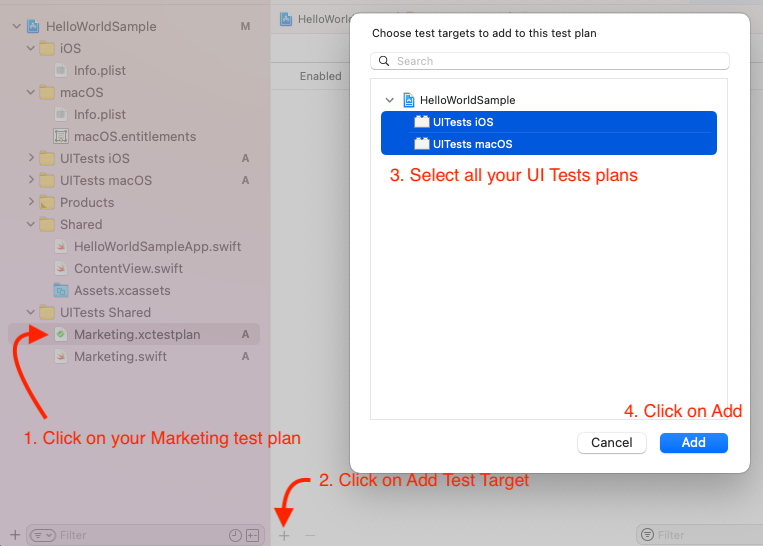 HelloWorldSample M
iOS
Info.plist
macOS
Info.plist
macOS.entitlements
UITests iOS A
UITests macOS A
Products
Shared
HelloWorldSampleApp.swift
ContentView.swift
Assets.xcassets
UITests Shared
Marketing.xctestplan A
Marketing.swift A
1. Click on your Marketing test plan
Filter
HelloWorldSample
Enabled
Choose test targets to add to this test plan
Search
HelloWorldSample
UITests iOS
UITests macOS
3. Select all your UI Tests plans
4. Click on Add
Cancel Add
2. Click on Add Test Target
Filter